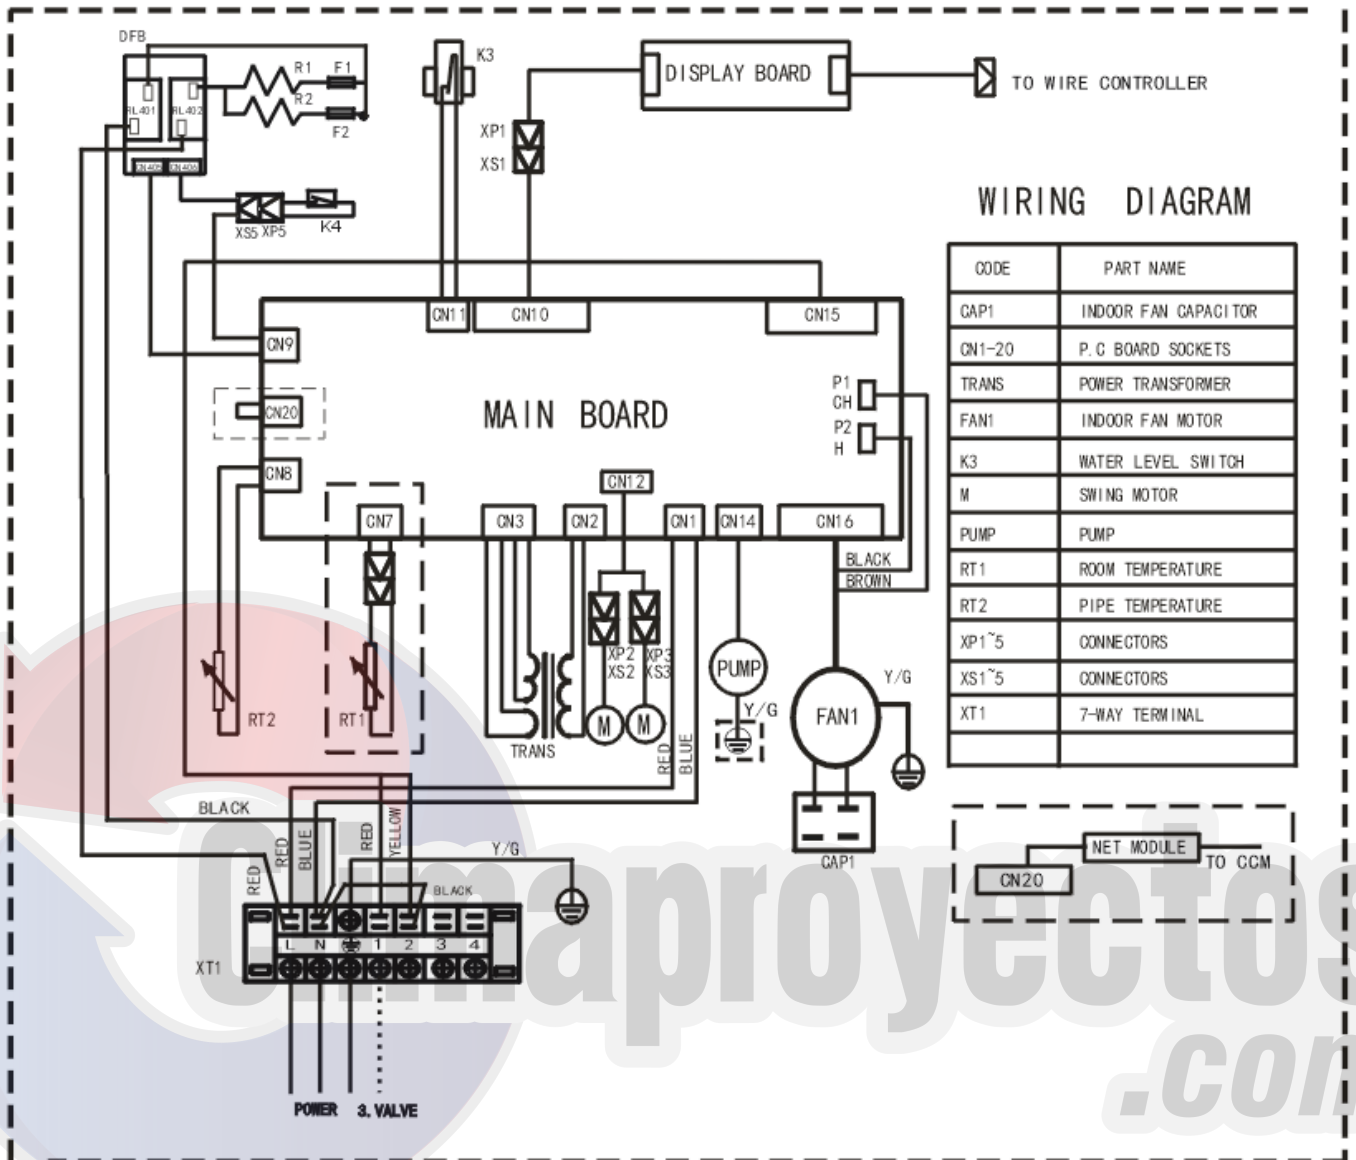 DFB
R1
F1
R2
F2
RL401
RL402
CN405
CN406
K3
XP1
XS1
DISPLAY BOARD
TO WIRE CONTROLLER
XS5 XP5
K4
WIRING DIAGRAM
CODE PART NAME
CAP1 INDOOR FAN CAPACITOR
CN1-20 P.C BOARD SOCKETS
TRANS POWER TRANSFORMER
FAN1 INDOOR FAN MOTOR
K3 WATER LEVEL SWITCH
M SWING MOTOR
PUMP PUMP
RT1 ROOM TEMPERATURE
RT2 PIPE TEMPERATURE
XP1~5 CONNECTORS
XS1~5 CONNECTORS
XT1 7-WAY TERMINAL
CN11
CN10
CN15
CN9
CN20
CN8
MAIN BOARD
P1
CH
P2
H
CN12
CN7
CN3
CN2
CN1
CN14
CN16
BLACK
BROWN
RT2
RT1
TRANS
XP2
XS2
XP3
XS3
M
M
PUMP
Y/G
FAN1
Y/G
RED
BLUE
CAP1
BLACK
RED
RED
BLUE
RED
YELLOW
Y/G
BLACK
L N 1 2 3 4
XT1
POWER
3.VALVE
NET MODULE
TO CCM
CN20
Climaproyectos
.com